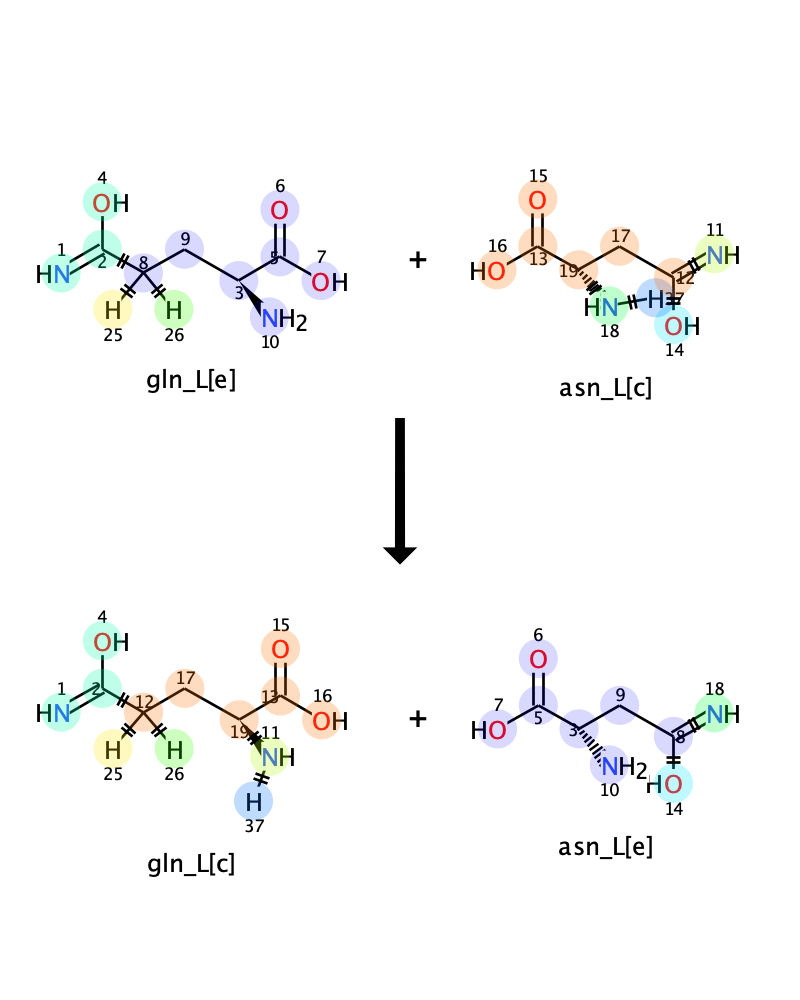 4 6 15
OH O O
9 11
1 5 7 16 17 NH
HN 2 8 3 OH HO 13 19 12
H H NH2 HN H 37
25 26 10 18 OH
14
gln_L[e] + asn_L[c]
4 15 6
OH O O
17 9 18
1 2 12 13 16 7 5 NH
HN 19 OH HO 3 8
H H 11 NH NH2 HO
25 26 H 10 14
37
gln_L[c] + asn_L[e]